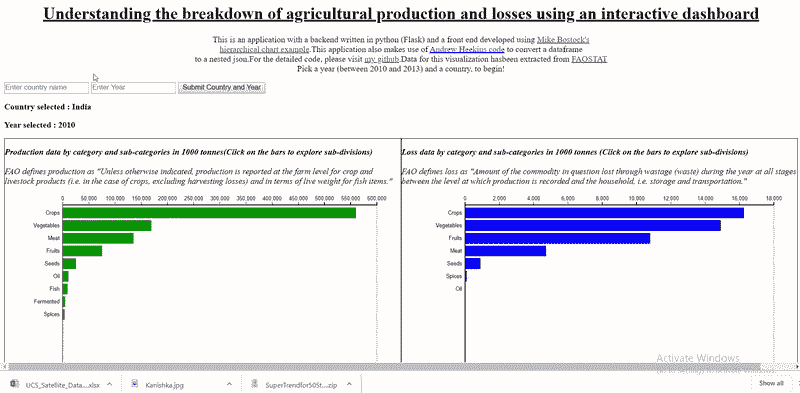 Understanding the breakdown of agricultural production and losses using an interactive dashboard
This is an application with a backend written in python (Flask) and a front end developed using Mike Bostock's
hierarchical chart example.This application also makes use of Andrew Heekins code to convert a dataframe
to a nested json.For the detailed code, please visit my github.Data for this visualization hasbeen extracted from FAOSTAT
Pick a year (between 2010 and 2013) and a country, to begin!
Enter country name Enter Year Submit Country and Year
Country selected : India
Year selected : 2010
Production data by category and sub-categories in 1000 tonnes(Click on the bars to explore sub-divisions)
FAO defines production as "Unless otherwise indicated, production is reported at the farm level for crop and
livestock products (i.e. in the case of crops, excluding harvesting losses) and in terms of live weight for fish items."
0 50,000 100,000 150,000 200,000 250,000 300,000 350,000 400,000 450,000 500,000 600,000
Crops
Vegetables
Meat
Fruits
Seeds
Oil
Fish
Fermented
Spices
Loss data by category and sub-categories in 1000 tonnes (Click on the bars to explore sub-divisions)
FAO defines loss as "Amount of the commodity in question lost through wastage (waste) during the year at all stages
between the level at which production is recorded and the household, i.e. storage and transportation."
0 2,000 4,000 6,000 8,000 10,000 12,000 14,000 16,000 18,000
Crops
Vegetables
Fruits
Meat
Seeds
Spices
Oil
Activate Windows
Go to Settings to activate Windows.
UCS_Satellite_Data....xlsx
Kanishka.jpg
SuperTrendfor50St....zip
Show all